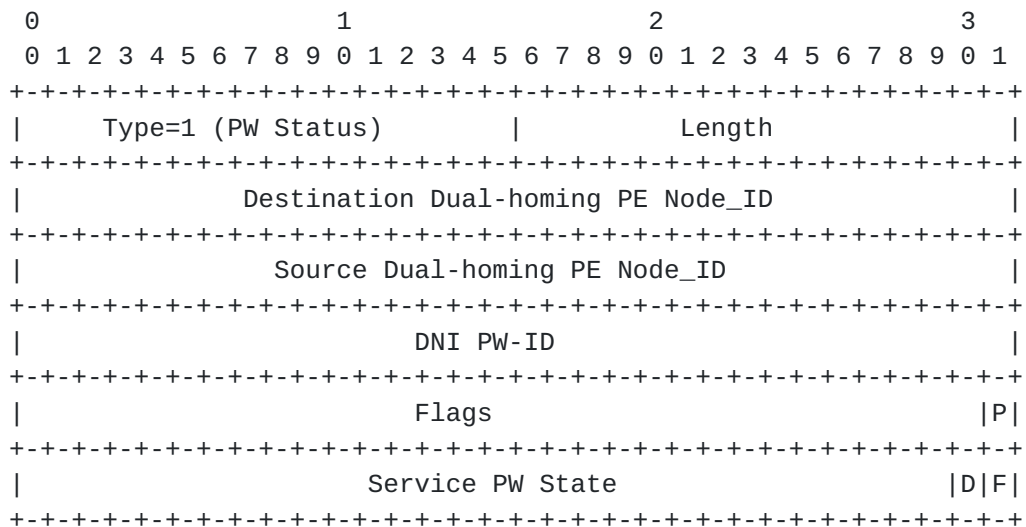 0                   1                   2                   3
 0 1 2 3 4 5 6 7 8 9 0 1 2 3 4 5 6 7 8 9 0 1 2 3 4 5 6 7 8 9 0 1
+-+-+-+-+-+-+-+-+-+-+-+-+-+-+-+-+-+-+-+-+-+-+-+-+-+-+-+-+-+-+-+-+
|     Type=1 (PW Status)        |          Length               |
+-+-+-+-+-+-+-+-+-+-+-+-+-+-+-+-+-+-+-+-+-+-+-+-+-+-+-+-+-+-+-+-+
|              Destination Dual-homing PE Node_ID               |
+-+-+-+-+-+-+-+-+-+-+-+-+-+-+-+-+-+-+-+-+-+-+-+-+-+-+-+-+-+-+-+-+
|                Source Dual-homing PE Node_ID                  |
+-+-+-+-+-+-+-+-+-+-+-+-+-+-+-+-+-+-+-+-+-+-+-+-+-+-+-+-+-+-+-+-+
|                         DNI PW-ID                             |
+-+-+-+-+-+-+-+-+-+-+-+-+-+-+-+-+-+-+-+-+-+-+-+-+-+-+-+-+-+-+-+-+
|                         Flags                               |P|
+-+-+-+-+-+-+-+-+-+-+-+-+-+-+-+-+-+-+-+-+-+-+-+-+-+-+-+-+-+-+-+-+
|                      Service PW State                     |D|F|
+-+-+-+-+-+-+-+-+-+-+-+-+-+-+-+-+-+-+-+-+-+-+-+-+-+-+-+-+-+-+-+-+